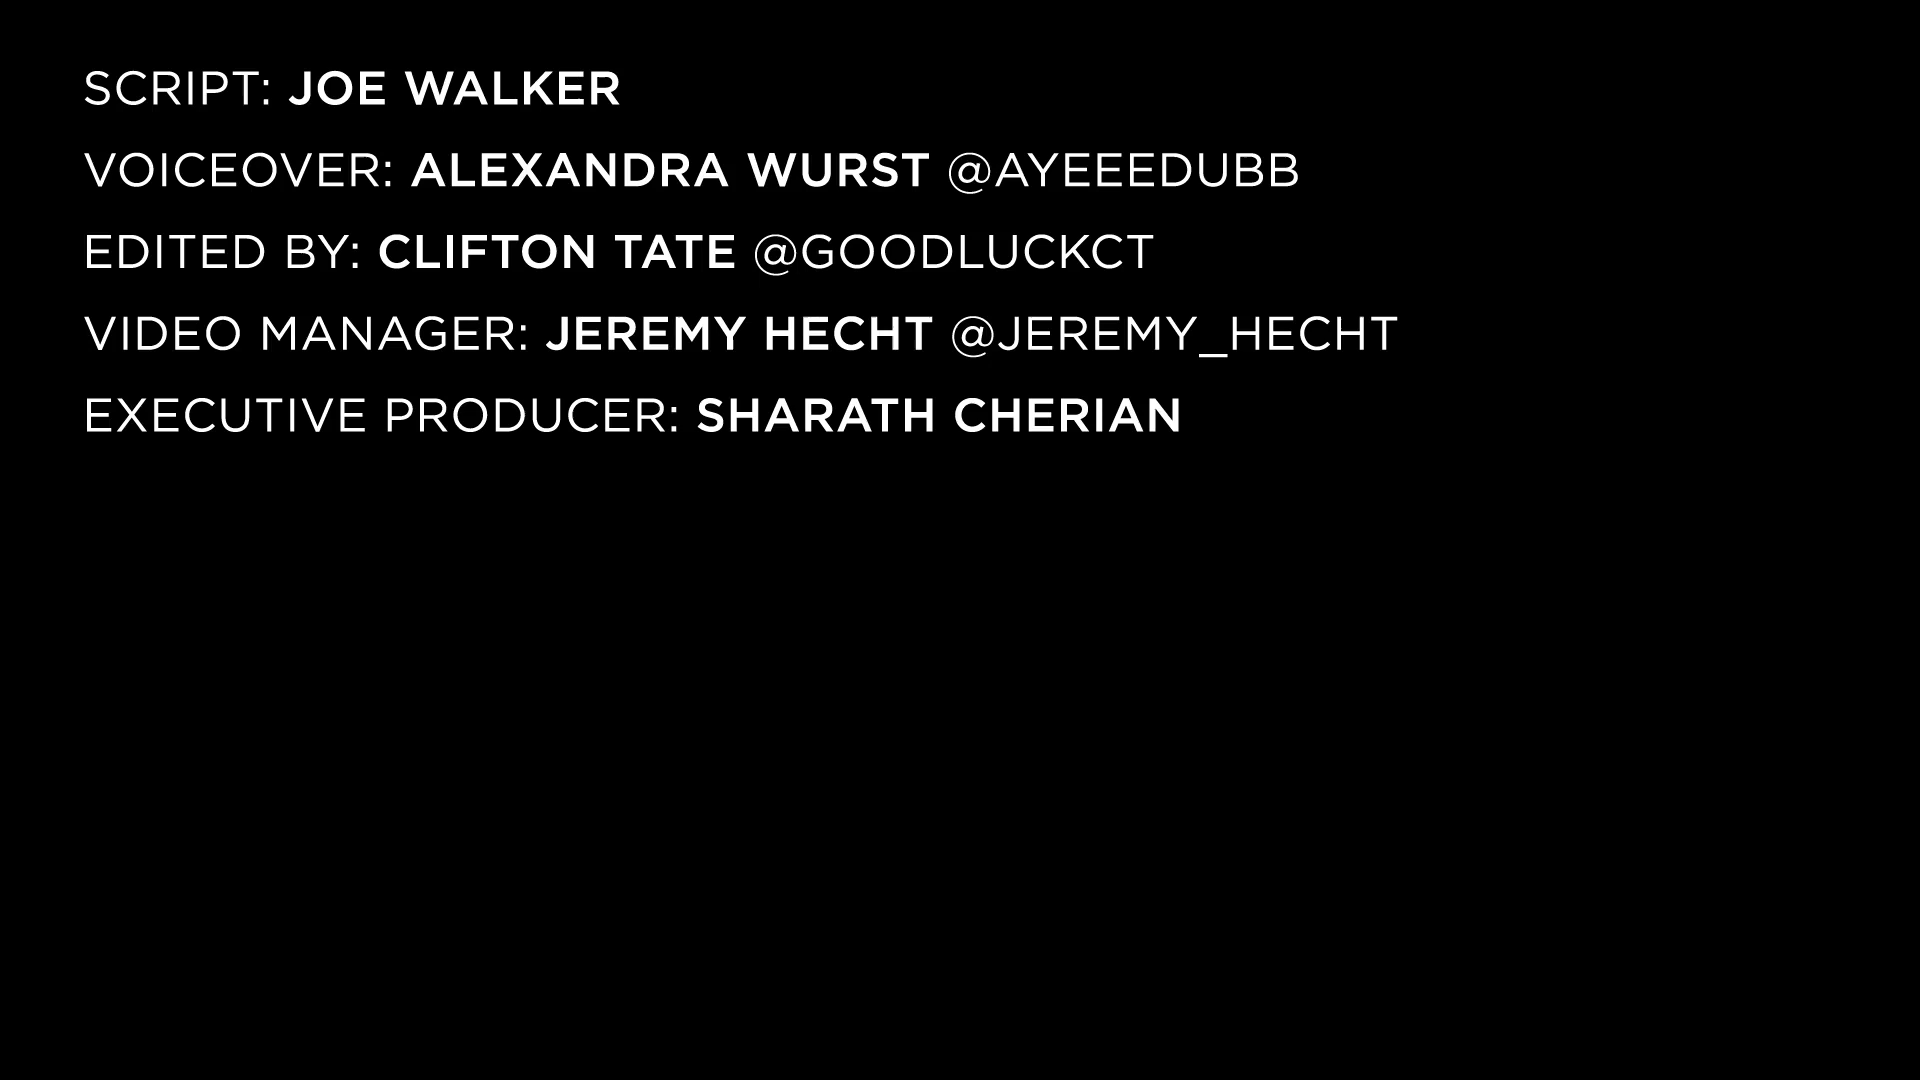 SCRIPT: JOE WALKER
VOICEOVER: ALEXANDRA WURST @AYEEEDUBB
EDITED BY: CLIFTON TATE @GOODLUCKCT
VIDEO MANAGER: JEREMY HECHT @JEREMY_HECHT
EXECUTIVE PRODUCER: SHARATH CHERIAN